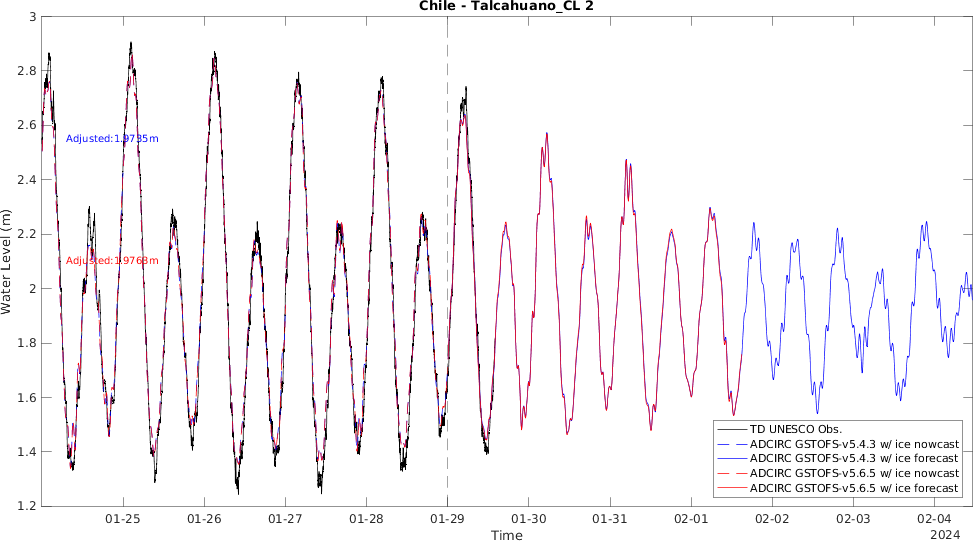 Chile - Talcahuano_CL 2
3
2.8
2.6
2.4
2.2
2
1.8
1.6
1.4
1.2
Water Level (m)
Adjusted:1.9735m
Adjusted:1.9768m
TD UNESCO Obs.
ADCIRC GSTOFS-v5.4.3 w/ ice nowcast
ADCIRC GSTOFS-v5.4.3 w/ ice forecast
ADCIRC GSTOFS-v5.6.5 w/ ice nowcast
ADCIRC GSTOFS-v5.6.5 w/ ice forecast
01-25 01-26 01-27 01-28 01-29 01-30 01-31 02-01 02-02 02-03 02-04
Time
2024